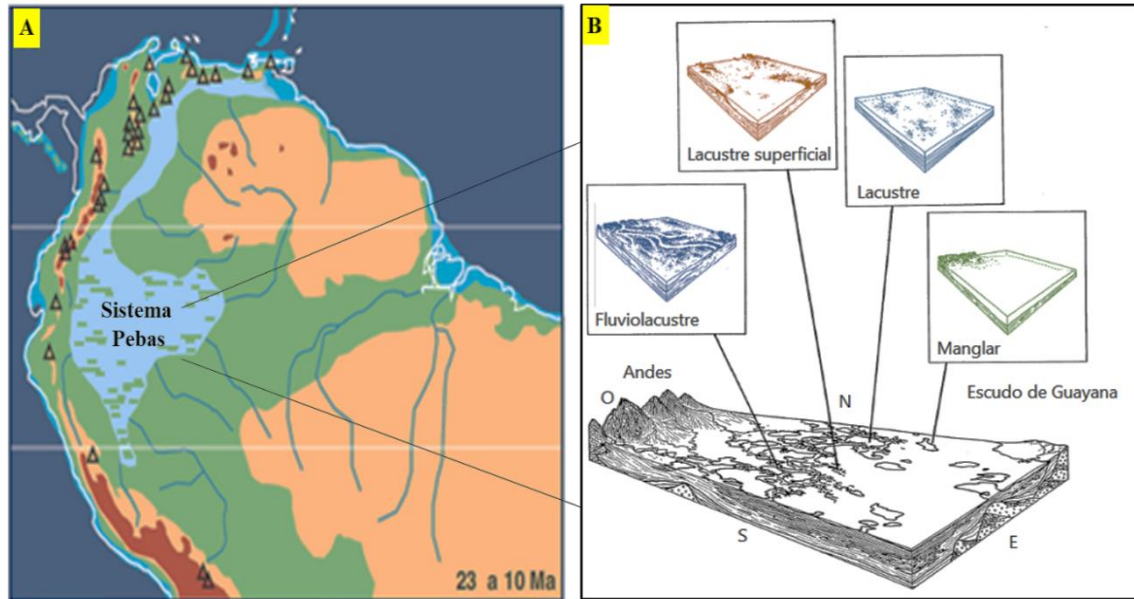 A
Sistema
Pebas
23 a 10 Ma
B
Lacustre superficial
Lacustre
Fluviolacustre
Manglar
Andes
Escudo de Guayana
O
N
S
E